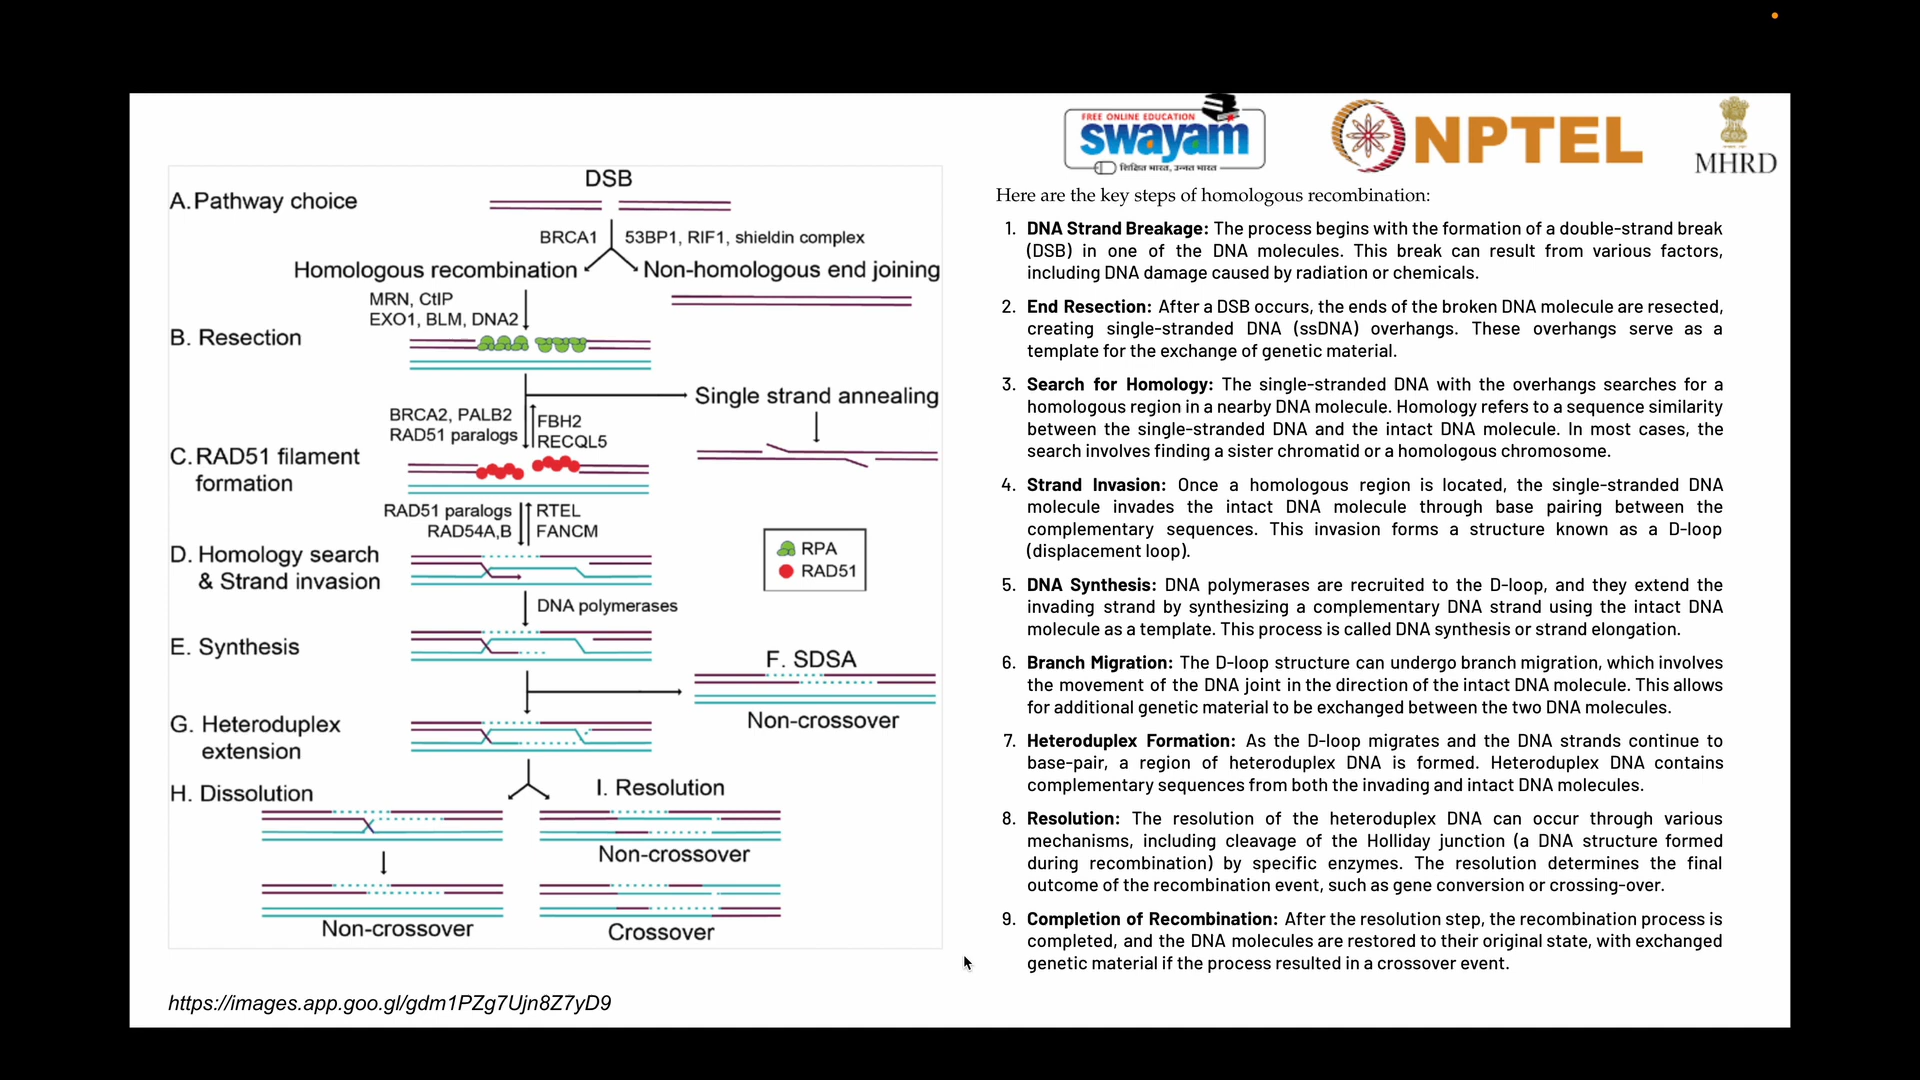 FREE ONLINE EDUCATION
swayam
शिक्षित भारत, उन्नत भारत
NPTEL
MHRD
DSB
A. Pathway choice
BRCA1
53BP1, RIF1, shieldin complex
Homologous recombination
Non-homologous end joining
MRN, CtIP
EXO1, BLM, DNA2
B. Resection
Single strand annealing
BRCA2, PALB2
RAD51 paralogs
FBH2
RECQL5
C. RAD51 filament
formation
RAD51 paralogs
RAD54A,B
RTEL
FANCM
RPA
RAD51
D. Homology search
& Strand invasion
DNA polymerases
E. Synthesis
F. SDSA
Non-crossover
G. Heteroduplex
extension
H. Dissolution
I. Resolution
Non-crossover
Non-crossover
Crossover
https://images.app.goo.gl/gdm1PZg7Ujn8Z7yD9
Here are the key steps of homologous recombination:
1. DNA Strand Breakage: The process begins with the formation of a double-strand break
(DSB) in one of the DNA molecules. This break can result from various factors,
including DNA damage caused by radiation or chemicals.
2. End Resection: After a DSB occurs, the ends of the broken DNA molecule are resected,
creating single-stranded DNA (ssDNA) overhangs. These overhangs serve as a
template for the exchange of genetic material.
3. Search for Homology: The single-stranded DNA with the overhangs searches for a
homologous region in a nearby DNA molecule. Homology refers to a sequence similarity
between the single-stranded DNA and the intact DNA molecule. In most cases, the
search involves finding a sister chromatid or a homologous chromosome.
4. Strand Invasion: Once a homologous region is located, the single-stranded DNA
molecule invades the intact DNA molecule through base pairing between the
complementary sequences. This invasion forms a structure known as a D-loop
(displacement loop).
5. DNA Synthesis: DNA polymerases are recruited to the D-loop, and they extend the
invading strand by synthesizing a complementary DNA strand using the intact DNA
molecule as a template. This process is called DNA synthesis or strand elongation.
6. Branch Migration: The D-loop structure can undergo branch migration, which involves
the movement of the DNA joint in the direction of the intact DNA molecule. This allows
for additional genetic material to be exchanged between the two DNA molecules.
7. Heteroduplex Formation: As the D-loop migrates and the DNA strands continue to
base-pair, a region of heteroduplex DNA is formed. Heteroduplex DNA contains
complementary sequences from both the invading and intact DNA molecules.
8. Resolution: The resolution of the heteroduplex DNA can occur through various
mechanisms, including cleavage of the Holliday junction (a DNA structure formed
during recombination) by specific enzymes. The resolution determines the final
outcome of the recombination event, such as gene conversion or crossing-over.
9. Completion of Recombination: After the resolution step, the recombination process is
completed, and the DNA molecules are restored to their original state, with exchanged
genetic material if the process resulted in a crossover event.